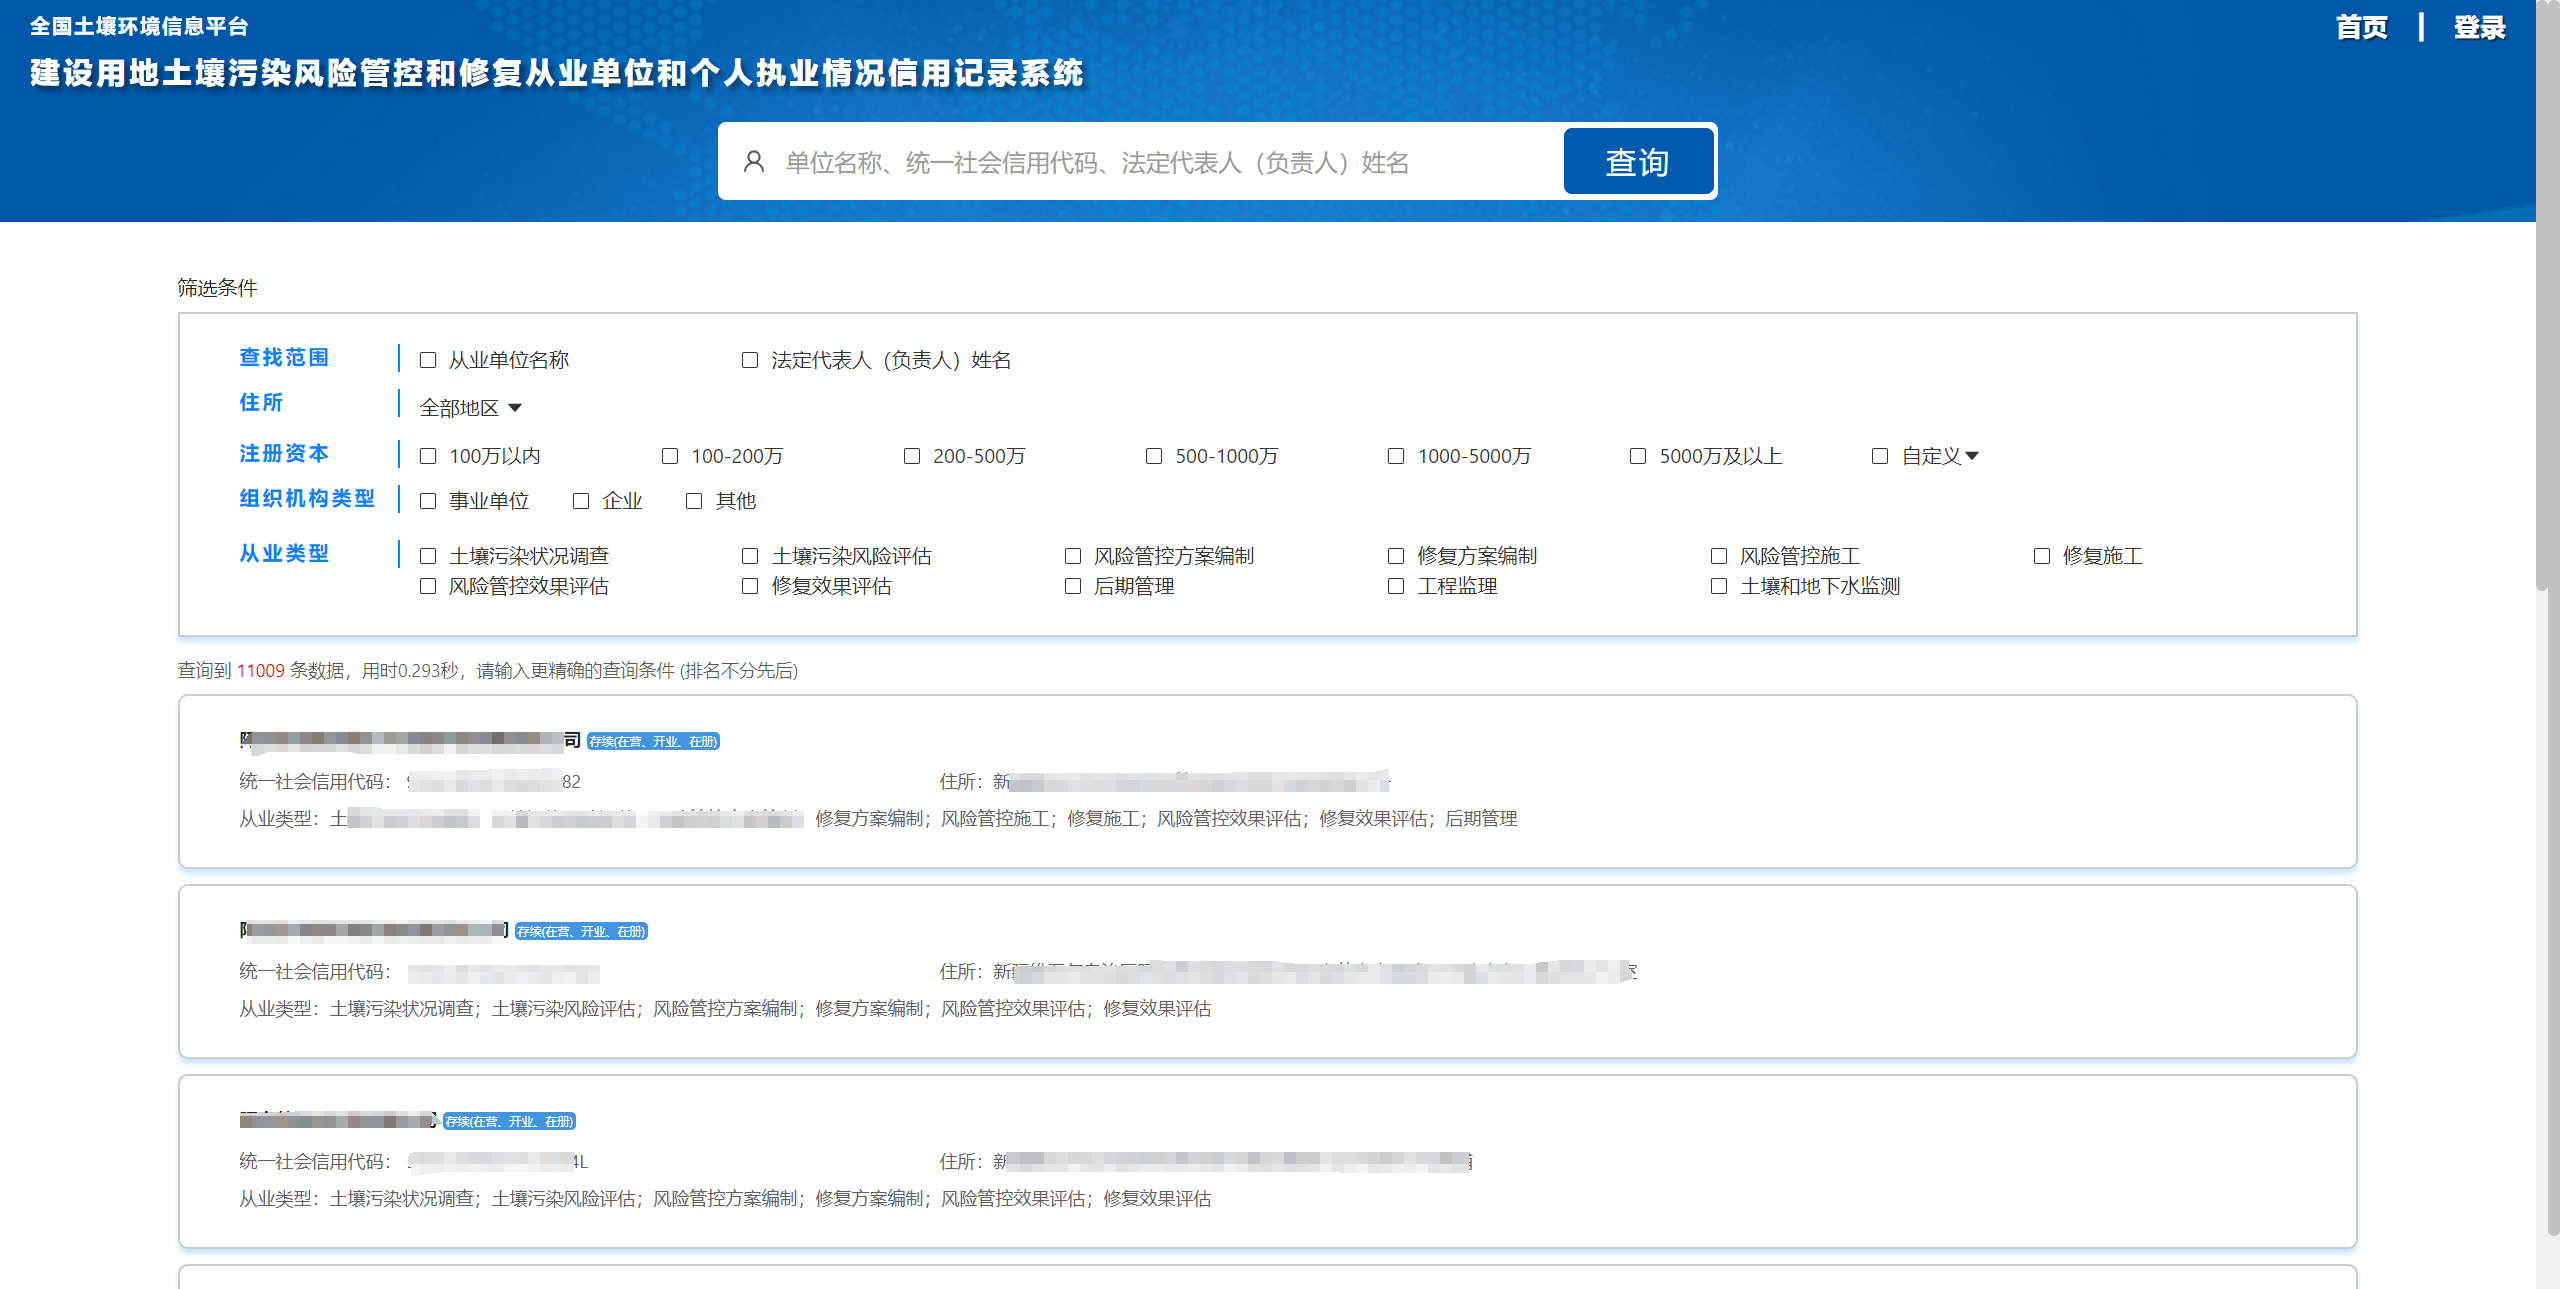 全国土壤环境信息平台
首页 | 登录
建设用地土壤污染风险管控和修复从业单位和个人执业情况信用记录系统
单位名称、统一社会信用代码、法定代表人（负责人）姓名 查询
筛选条件
查找范围 从业单位名称 法定代表人（负责人）姓名
住所 全部地区
注册资本 100万以内 100-200万 200-500万 500-1000万 1000-5000万 5000万及以上 自定义
组织机构类型 事业单位 企业 其他
从业类型 土壤污染状况调查 土壤污染风险评估 风险管控方案编制 修复方案编制 风险管控施工 修复施工
风险管控效果评估 修复效果评估 后期管理 工程监理 土壤和地下水监测
查询到 11009 条数据，用时0.293秒，请输入更精确的查询条件 (排名不分先后)
司 存续(在营、开业、在册)
统一社会信用代码： 82 住所：新
从业类型：土 修复方案编制；风险管控施工；修复施工；风险管控效果评估；修复效果评估；后期管理
存续(在营、开业、在册)
统一社会信用代码： 住所：新
从业类型：土壤污染状况调查；土壤污染风险评估；风险管控方案编制；修复方案编制；风险管控效果评估；修复效果评估
存续(在营、开业、在册)
统一社会信用代码： 4L 住所：新
从业类型：土壤污染状况调查；土壤污染风险评估；风险管控方案编制；修复方案编制；风险管控效果评估；修复效果评估